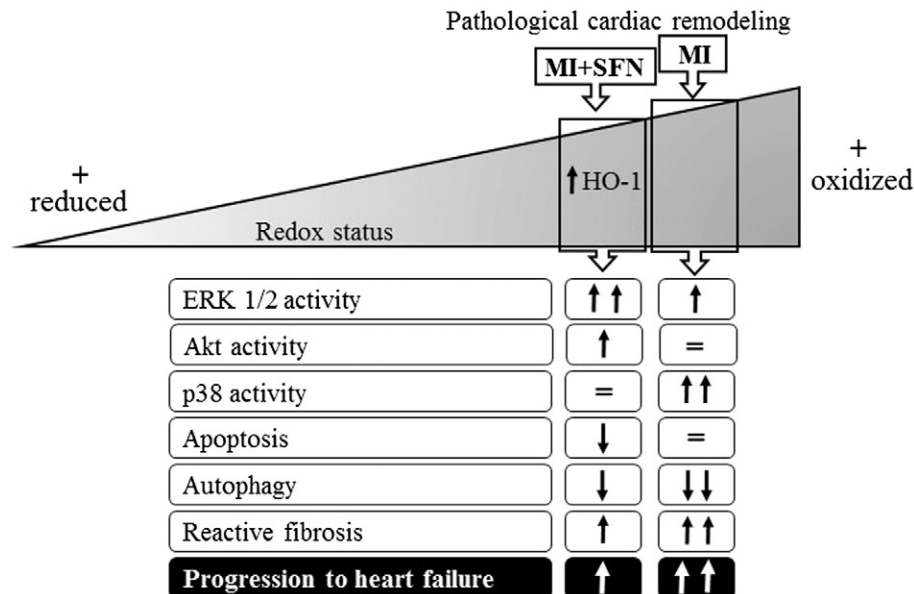 Pathological cardiac remodeling
MI+SFN
MI
+
reduced
↑ HO-1
+
oxidized
Redox status
ERK 1/2 activity ↑ ↑ ↑
Akt activity ↑ =
p38 activity = ↑↑
Apoptosis ↓ =
Autophagy ↓ ↓↓
Reactive fibrosis ↑ ↑↑
Progression to heart failure ↑ ↑↑